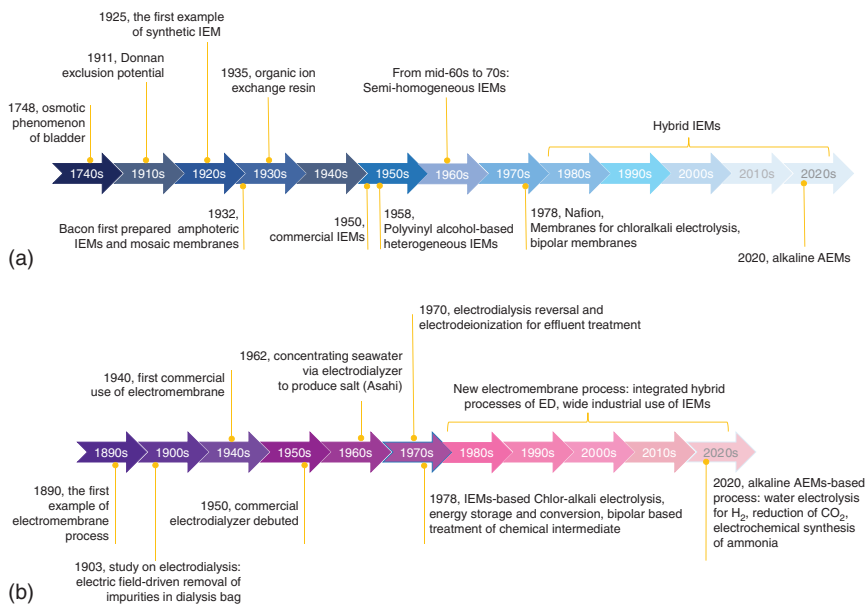 1925, the first example
of synthetic IEM
1911, Donnan
exclusion potential
1935, organic ion
exchange resin
From mid-60s to 70s:
Semi-homogeneous IEMs
1748, osmotic
phenomenon
of bladder
Hybrid IEMs
1740s
1910s
1920s
1930s
1940s
1950s
1960s
1970s
1980s
1990s
2000s
2010s
2020s
1932,
Bacon first prepared amphoteric
IEMs and mosaic membranes
1950,
commercial IEMs
1958,
Polyvinyl alcohol-based
heterogeneous IEMs
1978, Nafion,
Membranes for chloralkali electrolysis,
bipolar membranes
2020, alkaline AEMs
(a)
1970, electrodialysis reversal and
electrodeionization for effluent treatment
1962, concentrating seawater
via electrodialyzer
to produce salt (Asahi)
1940, first commercial
use of electromembrane
New electromembrane process: integrated hybrid
processes of ED, wide industrial use of IEMs
1890s
1900s
1940s
1950s
1960s
1970s
1980s
1990s
2000s
2010s
2020s
1890, the first
example of
electromembrane
process
1950, commercial
electrodialyzer debuted
1978, IEMs-based Chlor-alkali electrolysis,
energy storage and conversion, bipolar based
treatment of chemical intermediate
2020, alkaline AEMs-based
process: water electrolysis
for H₂, reduction of CO₂,
electrochemical synthesis
of ammonia
1903, study on electrodialysis:
electric field-driven removal of
impurities in dialysis bag
(b)